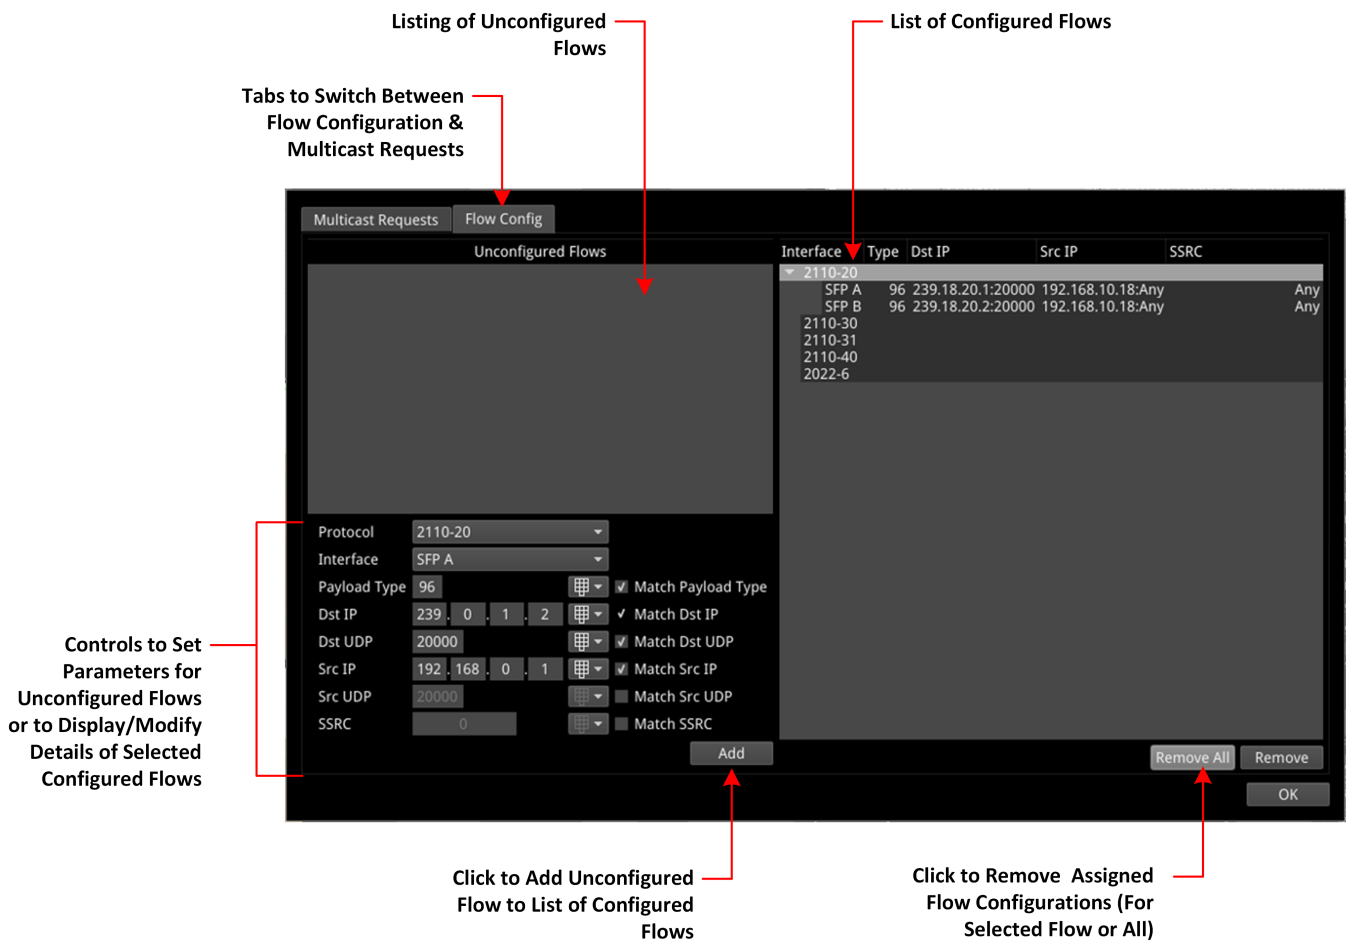 Listing of Unconfigured
Flows
List of Configured Flows
Tabs to Switch Between
Flow Configuration &
Multicast Requests
Multicast Requests
Flow Config
Unconfigured Flows
Interface Type Dst IP Src IP SSRC
2110-20
SFP A 96 239.18.20.1:20000 192.168.10.18:Any Any
SFP B 96 239.18.20.2:20000 192.168.10.18:Any Any
2110-30
2110-31
2110-40
2022-6
Protocol 2110-20
Interface SFP A
Payload Type 96 Match Payload Type
Dst IP 239 . 0 . 1 . 2 Match Dst IP
Dst UDP 20000 Match Dst UDP
Src IP 192 . 168 . 0 . 1 Match Src IP
Src UDP 20000 Match Src UDP
SSRC 0 Match SSRC
Add
Remove All Remove
OK
Controls to Set
Parameters for
Unconfigured Flows
or to Display/Modify
Details of Selected
Configured Flows
Click to Add Unconfigured
Flow to List of Configured
Flows
Click to Remove Assigned
Flow Configurations (For
Selected Flow or All)